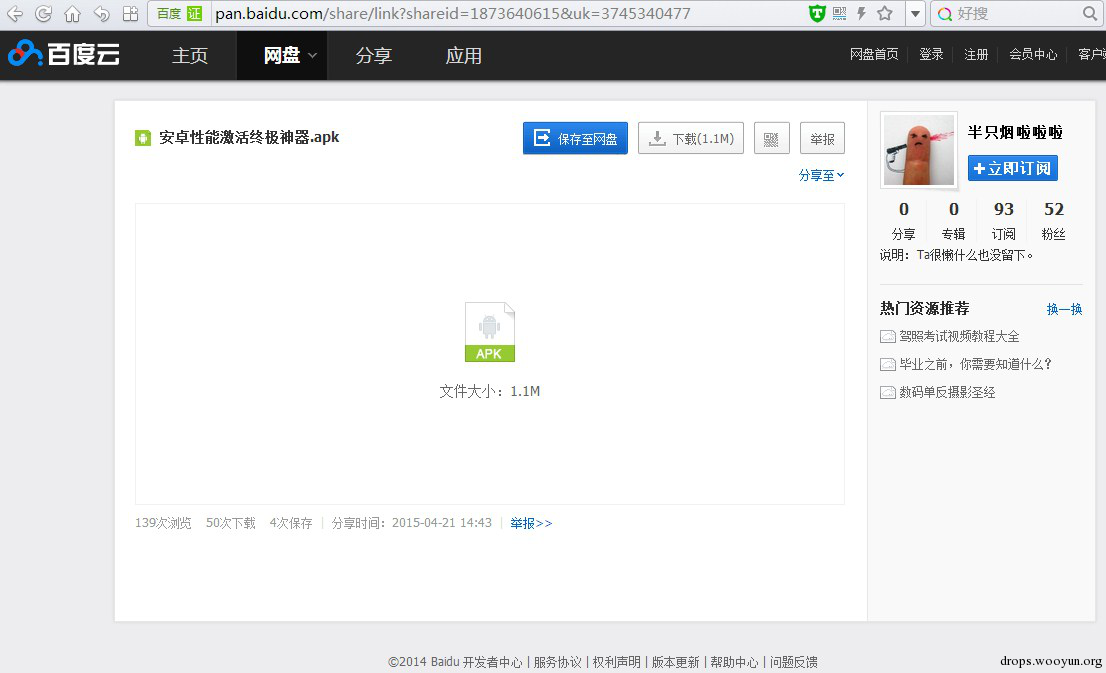 百度 证 pan.baidu.com/share/link?shareid=1873640615&uk=3745340477 好搜
百度云 主页 网盘 分享 应用 网盘首页 登录 注册 会员中心
安卓性能激活终极神器.apk 保存至网盘 下载(1.1M) 举报
分享至
APK
文件大小：1.1M
139次浏览 50次下载 4次保存 | 分享时间：2015-04-21 14:43 | 举报>>
半只烟啦啦啦
+立即订阅
0 0 93 52
分享 专辑 订阅 粉丝
说明：Ta很懒什么也没留下。
热门资源推荐 换一换
驾照考试视频教程大全
毕业之前，你需要知道什么？
数码单反摄影圣经
©2014 Baidu 开发者中心 | 服务协议 | 权利声明 | 版本更新 | 帮助中心 | 问题反馈
drops.wooyun.org